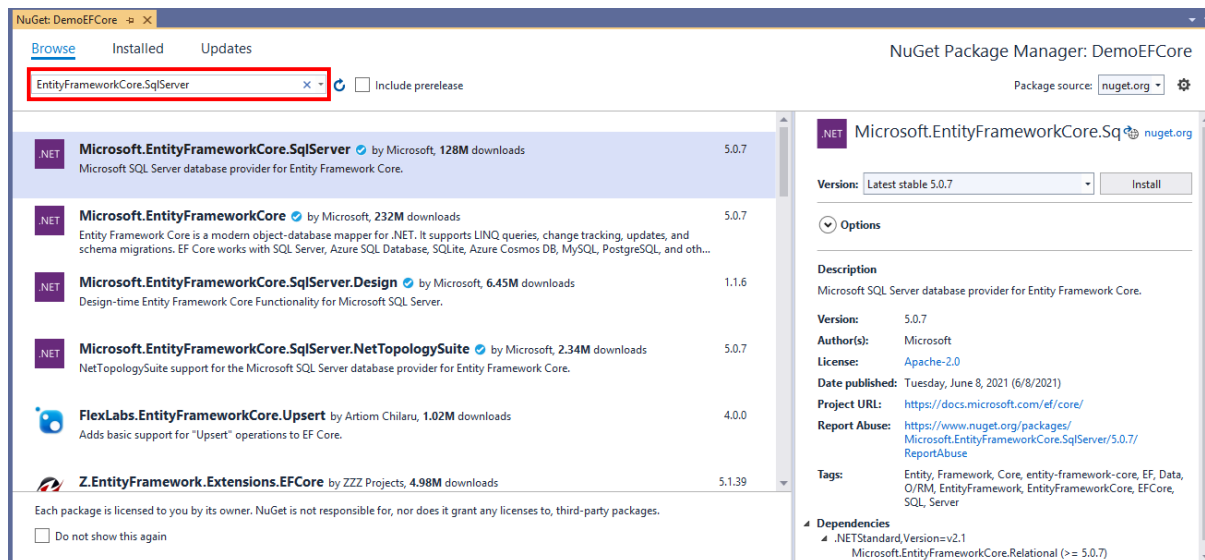 NuGet: DemoEFCore
Browse Installed Updates
NuGet Package Manager: DemoEFCore
EntityFrameworkCore.SqlServer
Include prerelease
Package source: nuget.org
.NET
Microsoft.EntityFrameworkCore.SqlServer by Microsoft, 128M downloads 5.0.7
Microsoft SQL Server database provider for Entity Framework Core.
.NET
Microsoft.EntityFrameworkCore by Microsoft, 232M downloads 5.0.7
Entity Framework Core is a modern object-database mapper for .NET. It supports LINQ queries, change tracking, updates, and
schema migrations. EF Core works with SQL Server, Azure SQL Database, SQLite, Azure Cosmos DB, MySQL, PostgreSQL, and oth...
.NET
Microsoft.EntityFrameworkCore.SqlServer.Design by Microsoft, 6.45M downloads 1.1.6
Design-time Entity Framework Core Functionality for Microsoft SQL Server.
.NET
Microsoft.EntityFrameworkCore.SqlServer.NetTopologySuite by Microsoft, 2.34M downloads 5.0.7
NetTopologySuite support for the Microsoft SQL Server database provider for Entity Framework Core.
FlexLabs.EntityFrameworkCore.Upsert by Artiom Chilaru, 1.02M downloads 4.0.0
Adds basic support for "Upsert" operations to EF Core.
Z.EntityFramework.Extensions.EFCore by ZZZ Projects, 4.98M downloads 5.1.39
Each package is licensed to you by its owner. NuGet is not responsible for, nor does it grant any licenses to, third-party packages.
Do not show this again
.NET
Microsoft.EntityFrameworkCore.Sq nuget.org
Version: Latest stable 5.0.7 Install
Options
Description
Microsoft SQL Server database provider for Entity Framework Core.
Version: 5.0.7
Author(s): Microsoft
License: Apache-2.0
Date published: Tuesday, June 8, 2021 (6/8/2021)
Project URL: https://docs.microsoft.com/ef/core/
Report Abuse: https://www.nuget.org/packages/
Microsoft.EntityFrameworkCore.SqlServer/5.0.7/
ReportAbuse
Tags: Entity, Framework, Core, entity-framework-core, EF, Data,
O/RM, EntityFramework, EntityFrameworkCore, EFCore,
SQL, Server
Dependencies
.NETStandard,Version=v2.1
Microsoft.EntityFrameworkCore.Relational (>= 5.0.7)